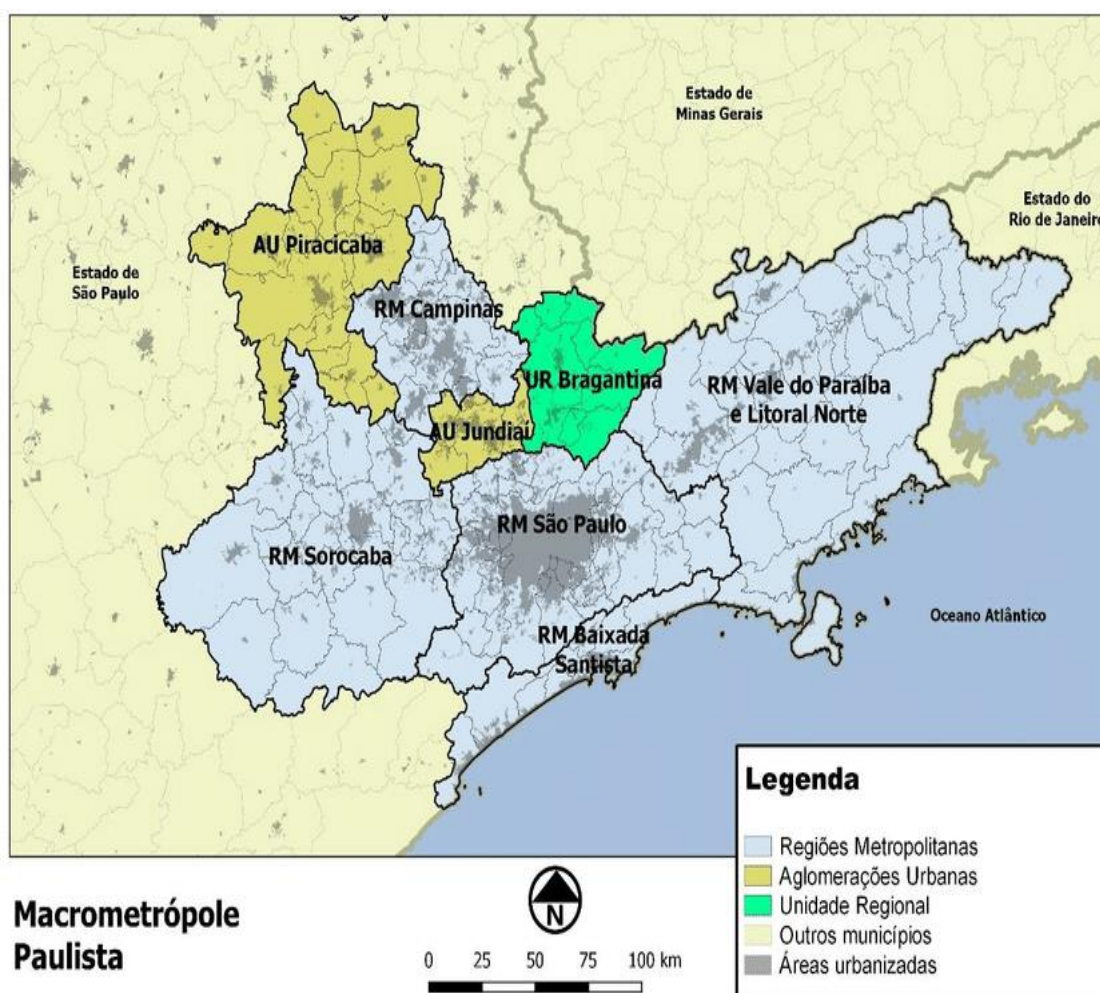 Estado de
Minas Gerais
Estado do
Rio de Janeiro
AU Piracicaba
Estado de
São Paulo
RM Campinas
UR Bragantina
RM Vale do Paraíba
e Litoral Norte
AU Jundiaí
RM São Paulo
RM Sorocaba
Oceano Atlântico
RM Baixada
Santista
Legenda
Regiões Metropolitanas
Aglomerações Urbanas
Unidade Regional
Outros municípios
Áreas urbanizadas
Macrometrópole
Paulista
N
0 25 50 75 100 km